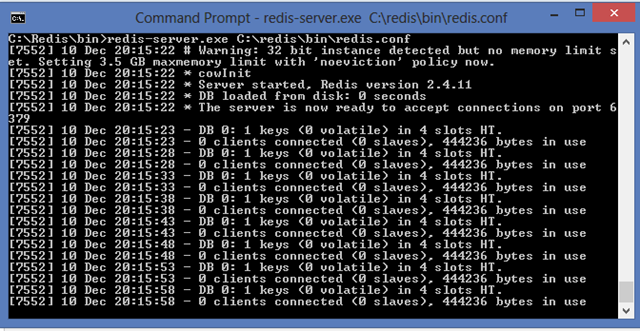 Command Prompt - redis-server.exe C:\redis\bin\redis.conf
C:\Redis\bin>redis-server.exe C:\redis\bin\redis.conf
[7552] 10 Dec 20:15:22 # Warning: 32 bit instance detected but no memory limit s
et. Setting 3.5 GB maxmemory limit with 'noeviction' policy now.
[7552] 10 Dec 20:15:22 * cowInit
[7552] 10 Dec 20:15:22 * Server started, Redis version 2.4.11
[7552] 10 Dec 20:15:22 * DB loaded from disk: 0 seconds
[7552] 10 Dec 20:15:22 * The server is now ready to accept connections on port 6
379
[7552] 10 Dec 20:15:23 - DB 0: 1 keys (0 volatile) in 4 slots HT.
[7552] 10 Dec 20:15:23 - 0 clients connected (0 slaves), 444236 bytes in use
[7552] 10 Dec 20:15:28 - DB 0: 1 keys (0 volatile) in 4 slots HT.
[7552] 10 Dec 20:15:28 - 0 clients connected (0 slaves), 444236 bytes in use
[7552] 10 Dec 20:15:33 - DB 0: 1 keys (0 volatile) in 4 slots HT.
[7552] 10 Dec 20:15:33 - 0 clients connected (0 slaves), 444236 bytes in use
[7552] 10 Dec 20:15:38 - DB 0: 1 keys (0 volatile) in 4 slots HT.
[7552] 10 Dec 20:15:38 - 0 clients connected (0 slaves), 444236 bytes in use
[7552] 10 Dec 20:15:43 - DB 0: 1 keys (0 volatile) in 4 slots HT.
[7552] 10 Dec 20:15:43 - 0 clients connected (0 slaves), 444236 bytes in use
[7552] 10 Dec 20:15:48 - DB 0: 1 keys (0 volatile) in 4 slots HT.
[7552] 10 Dec 20:15:48 - 0 clients connected (0 slaves), 444236 bytes in use
[7552] 10 Dec 20:15:53 - DB 0: 1 keys (0 volatile) in 4 slots HT.
[7552] 10 Dec 20:15:53 - 0 clients connected (0 slaves), 444236 bytes in use
[7552] 10 Dec 20:15:58 - DB 0: 1 keys (0 volatile) in 4 slots HT.
[7552] 10 Dec 20:15:58 - 0 clients connected (0 slaves), 444236 bytes in use